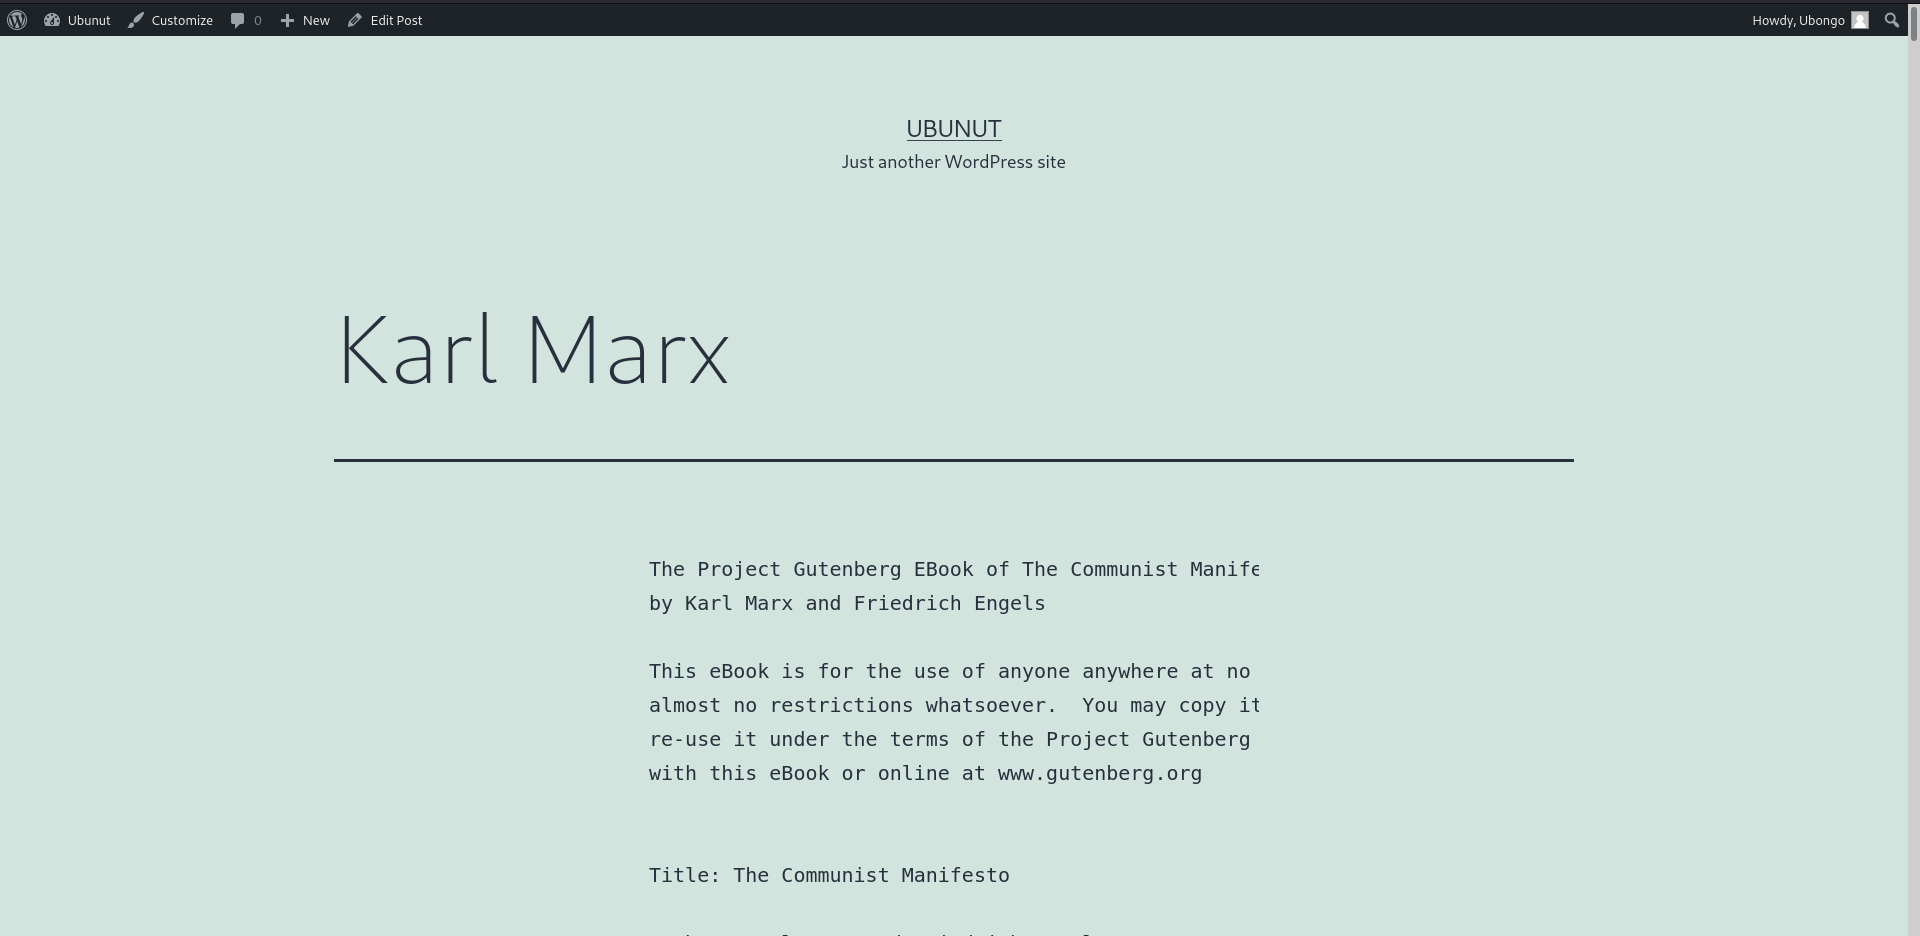 Ubunut Customize 0 New Edit Post Howdy, Ubongo
UBUNUT
Just another WordPress site
Karl Marx
The Project Gutenberg EBook of The Communist Manife
by Karl Marx and Friedrich Engels
This eBook is for the use of anyone anywhere at no
almost no restrictions whatsoever.  You may copy it
re-use it under the terms of the Project Gutenberg
with this eBook or online at www.gutenberg.org
Title: The Communist Manifesto